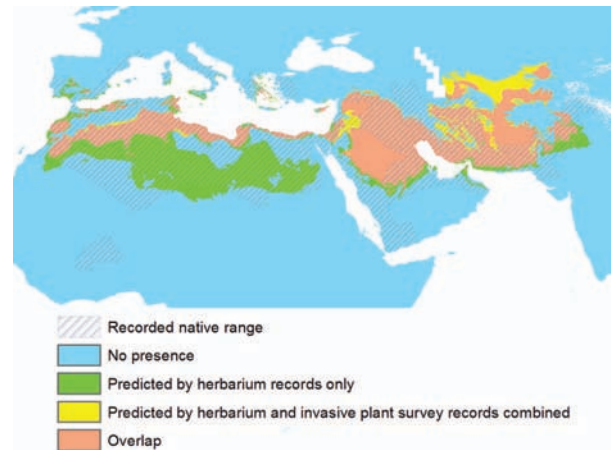 Recorded native range
No presence
Predicted by herbarium records only
Predicted by herbarium and invasive plant survey records combined
Overlap